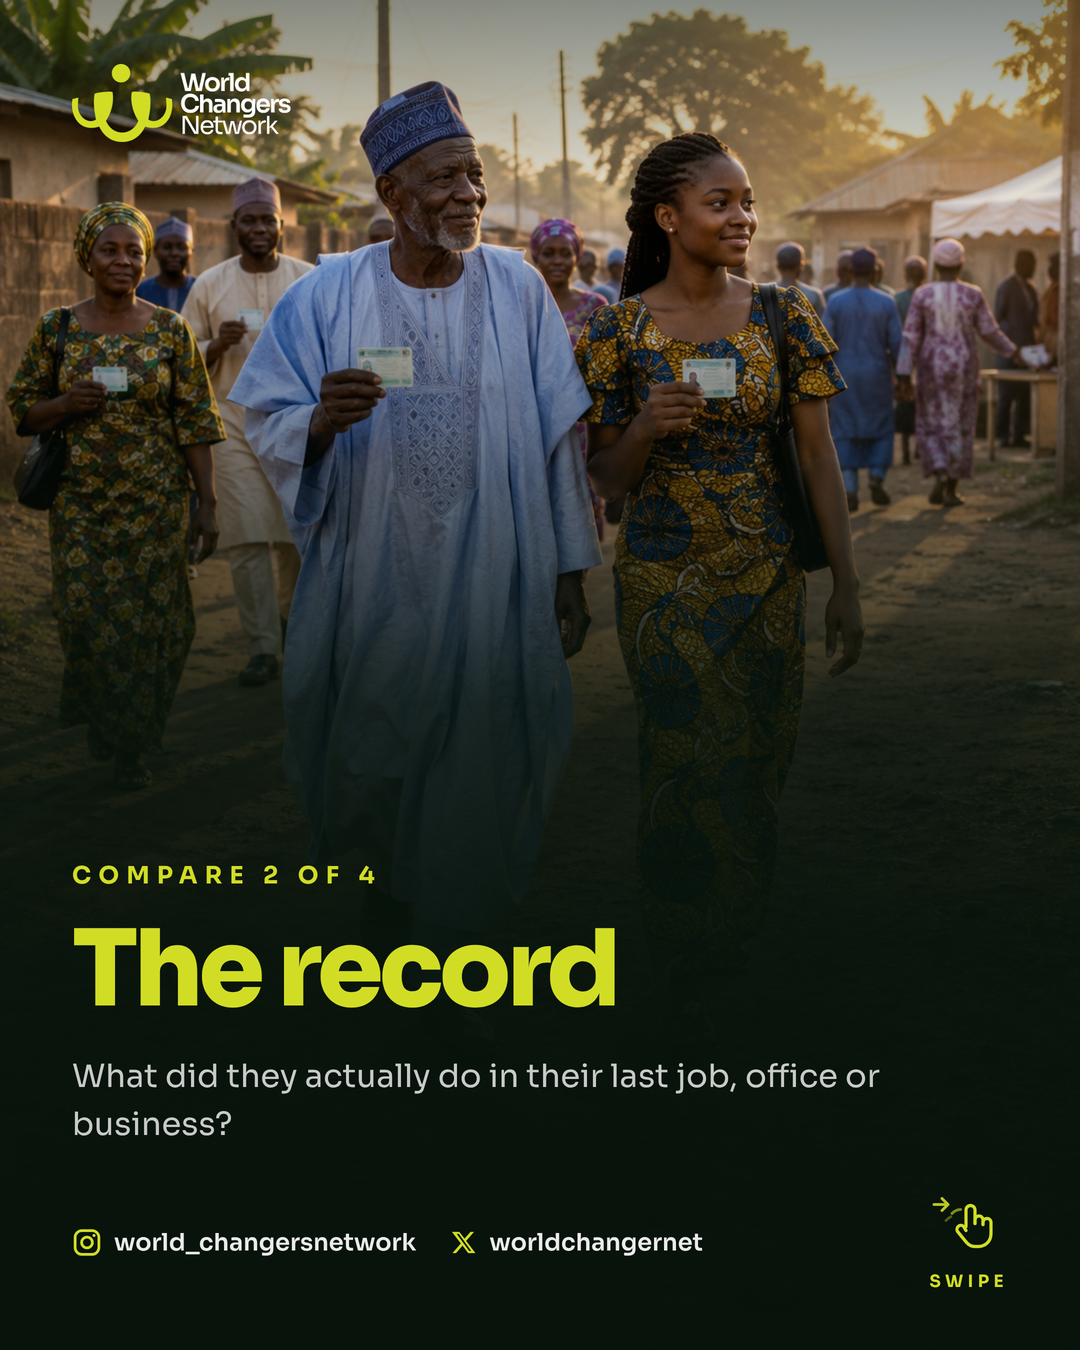 World
Changers
Network
COMPARE 2 OF 4
The record
What did they actually do in their last job, office or
business?
world_changersnetwork
worldchangernet
SWIPE